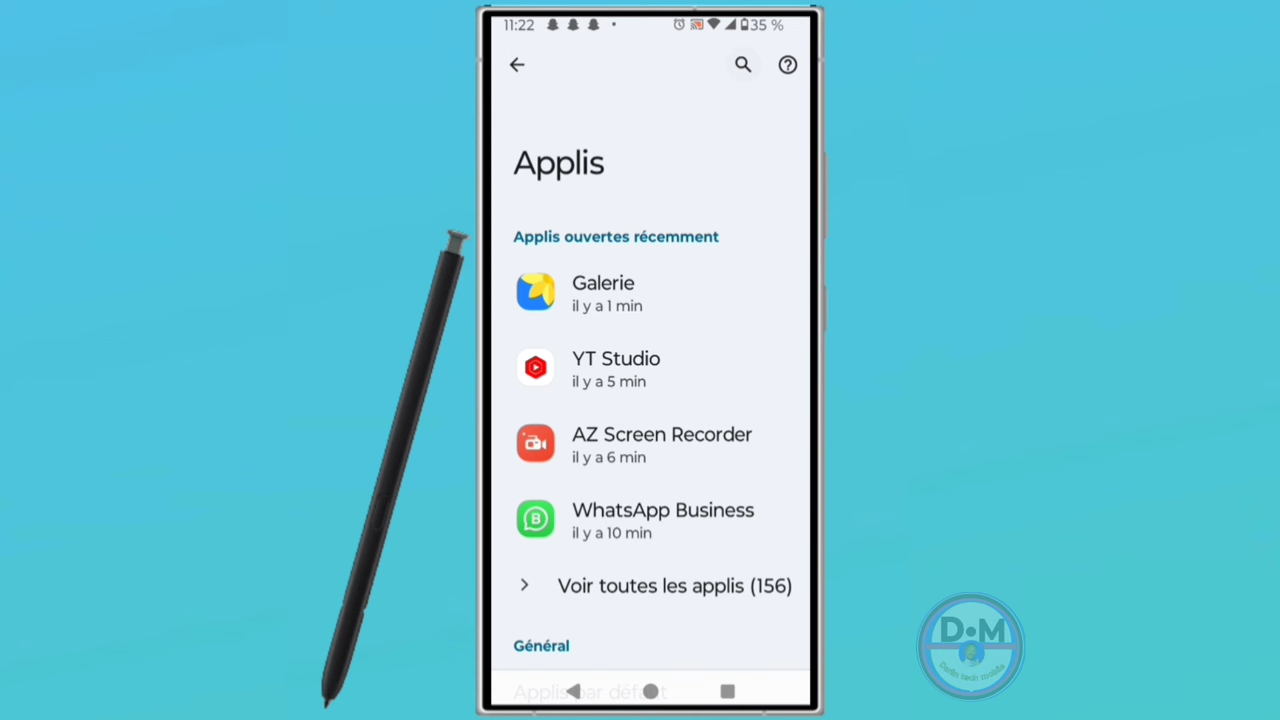 11:22
35 %
Applis
Applis ouvertes récemment
Galerie
il y a 1 min
YT Studio
il y a 5 min
AZ Screen Recorder
il y a 6 min
WhatsApp Business
il y a 10 min
Voir toutes les applis (156)
Général
Applis par défaut
D•M